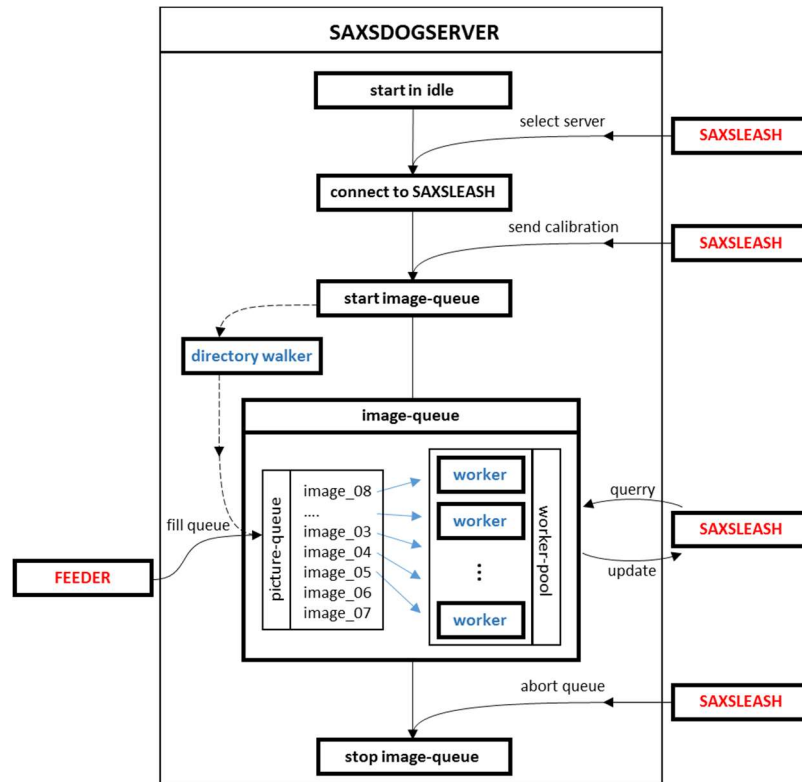 SAXSDOGSERVER
start in idle
select server
SAXSLEASH
connect to SAXSLEASH
send calibration
SAXSLEASH
start image-queue
directory walker
image-queue
picture-queue
image_08
....
image_03
image_04
image_05
image_06
image_07
worker
worker
...
worker
worker-pool
fill queue
FEEDER
querry
SAXSLEASH
update
abort queue
SAXSLEASH
stop image-queue